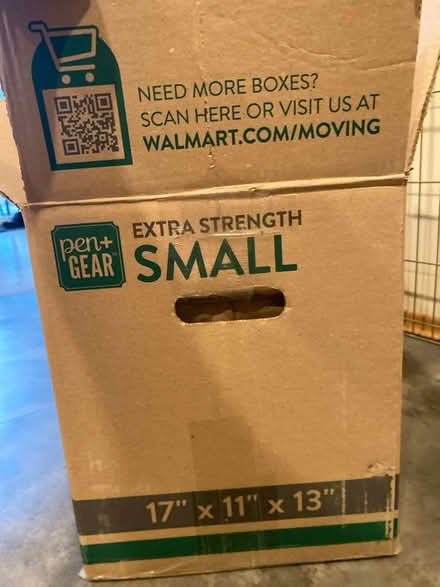 NEED MORE BOXES?
SCAN HERE OR VISIT US AT
WALMART.COM/MOVING
pen+
GEAR
EXTRA STRENGTH
SMALL
17" x 11" x 13"